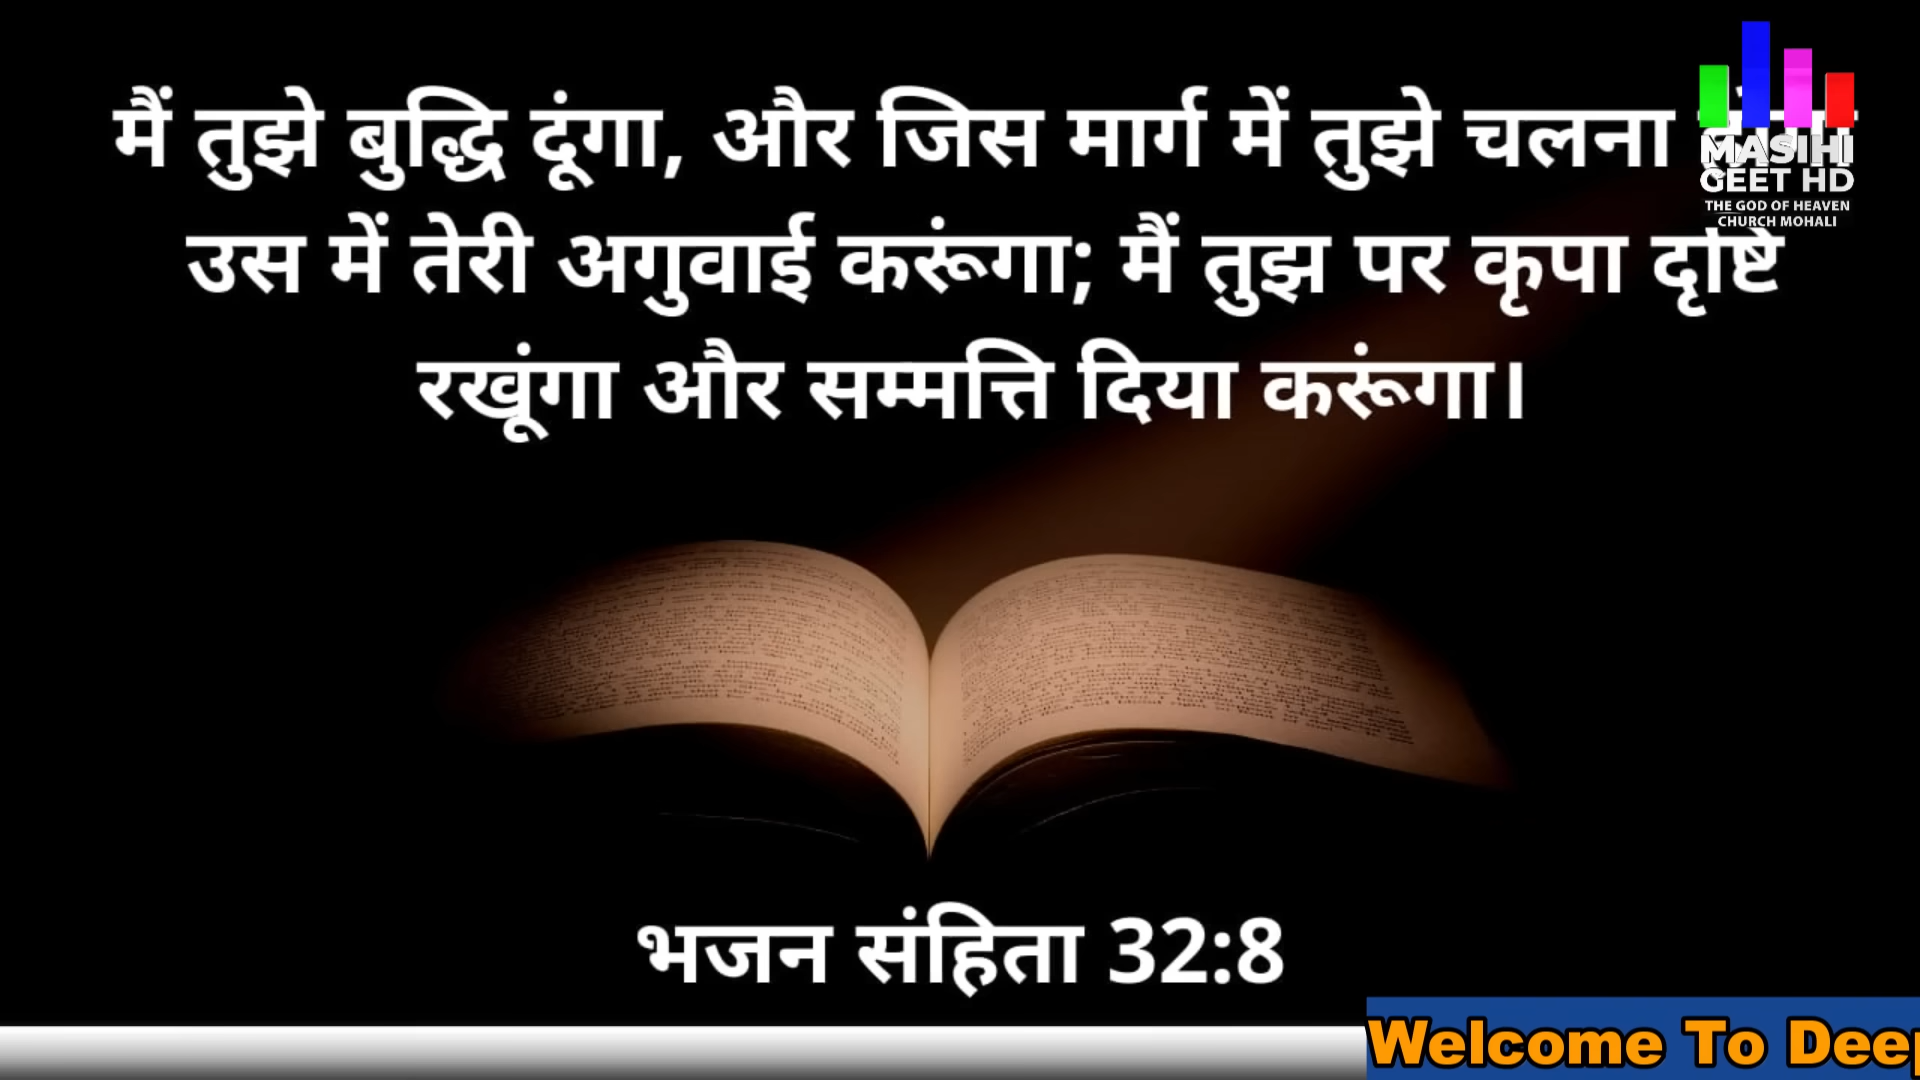 मैं तुझे बुद्धि दूंगा, और जिस मार्ग में तुझे चलना
उस में तेरी अगुवाई करूंगा; मैं तुझ पर कृपा दृष्टि
रखूंगा और सम्मत्ति दिया करूंगा।
MASIHI
GEET HD
THE GOD OF HEAVEN
CHURCH MOHALI
भजन संहिता 32:8
Welcome To